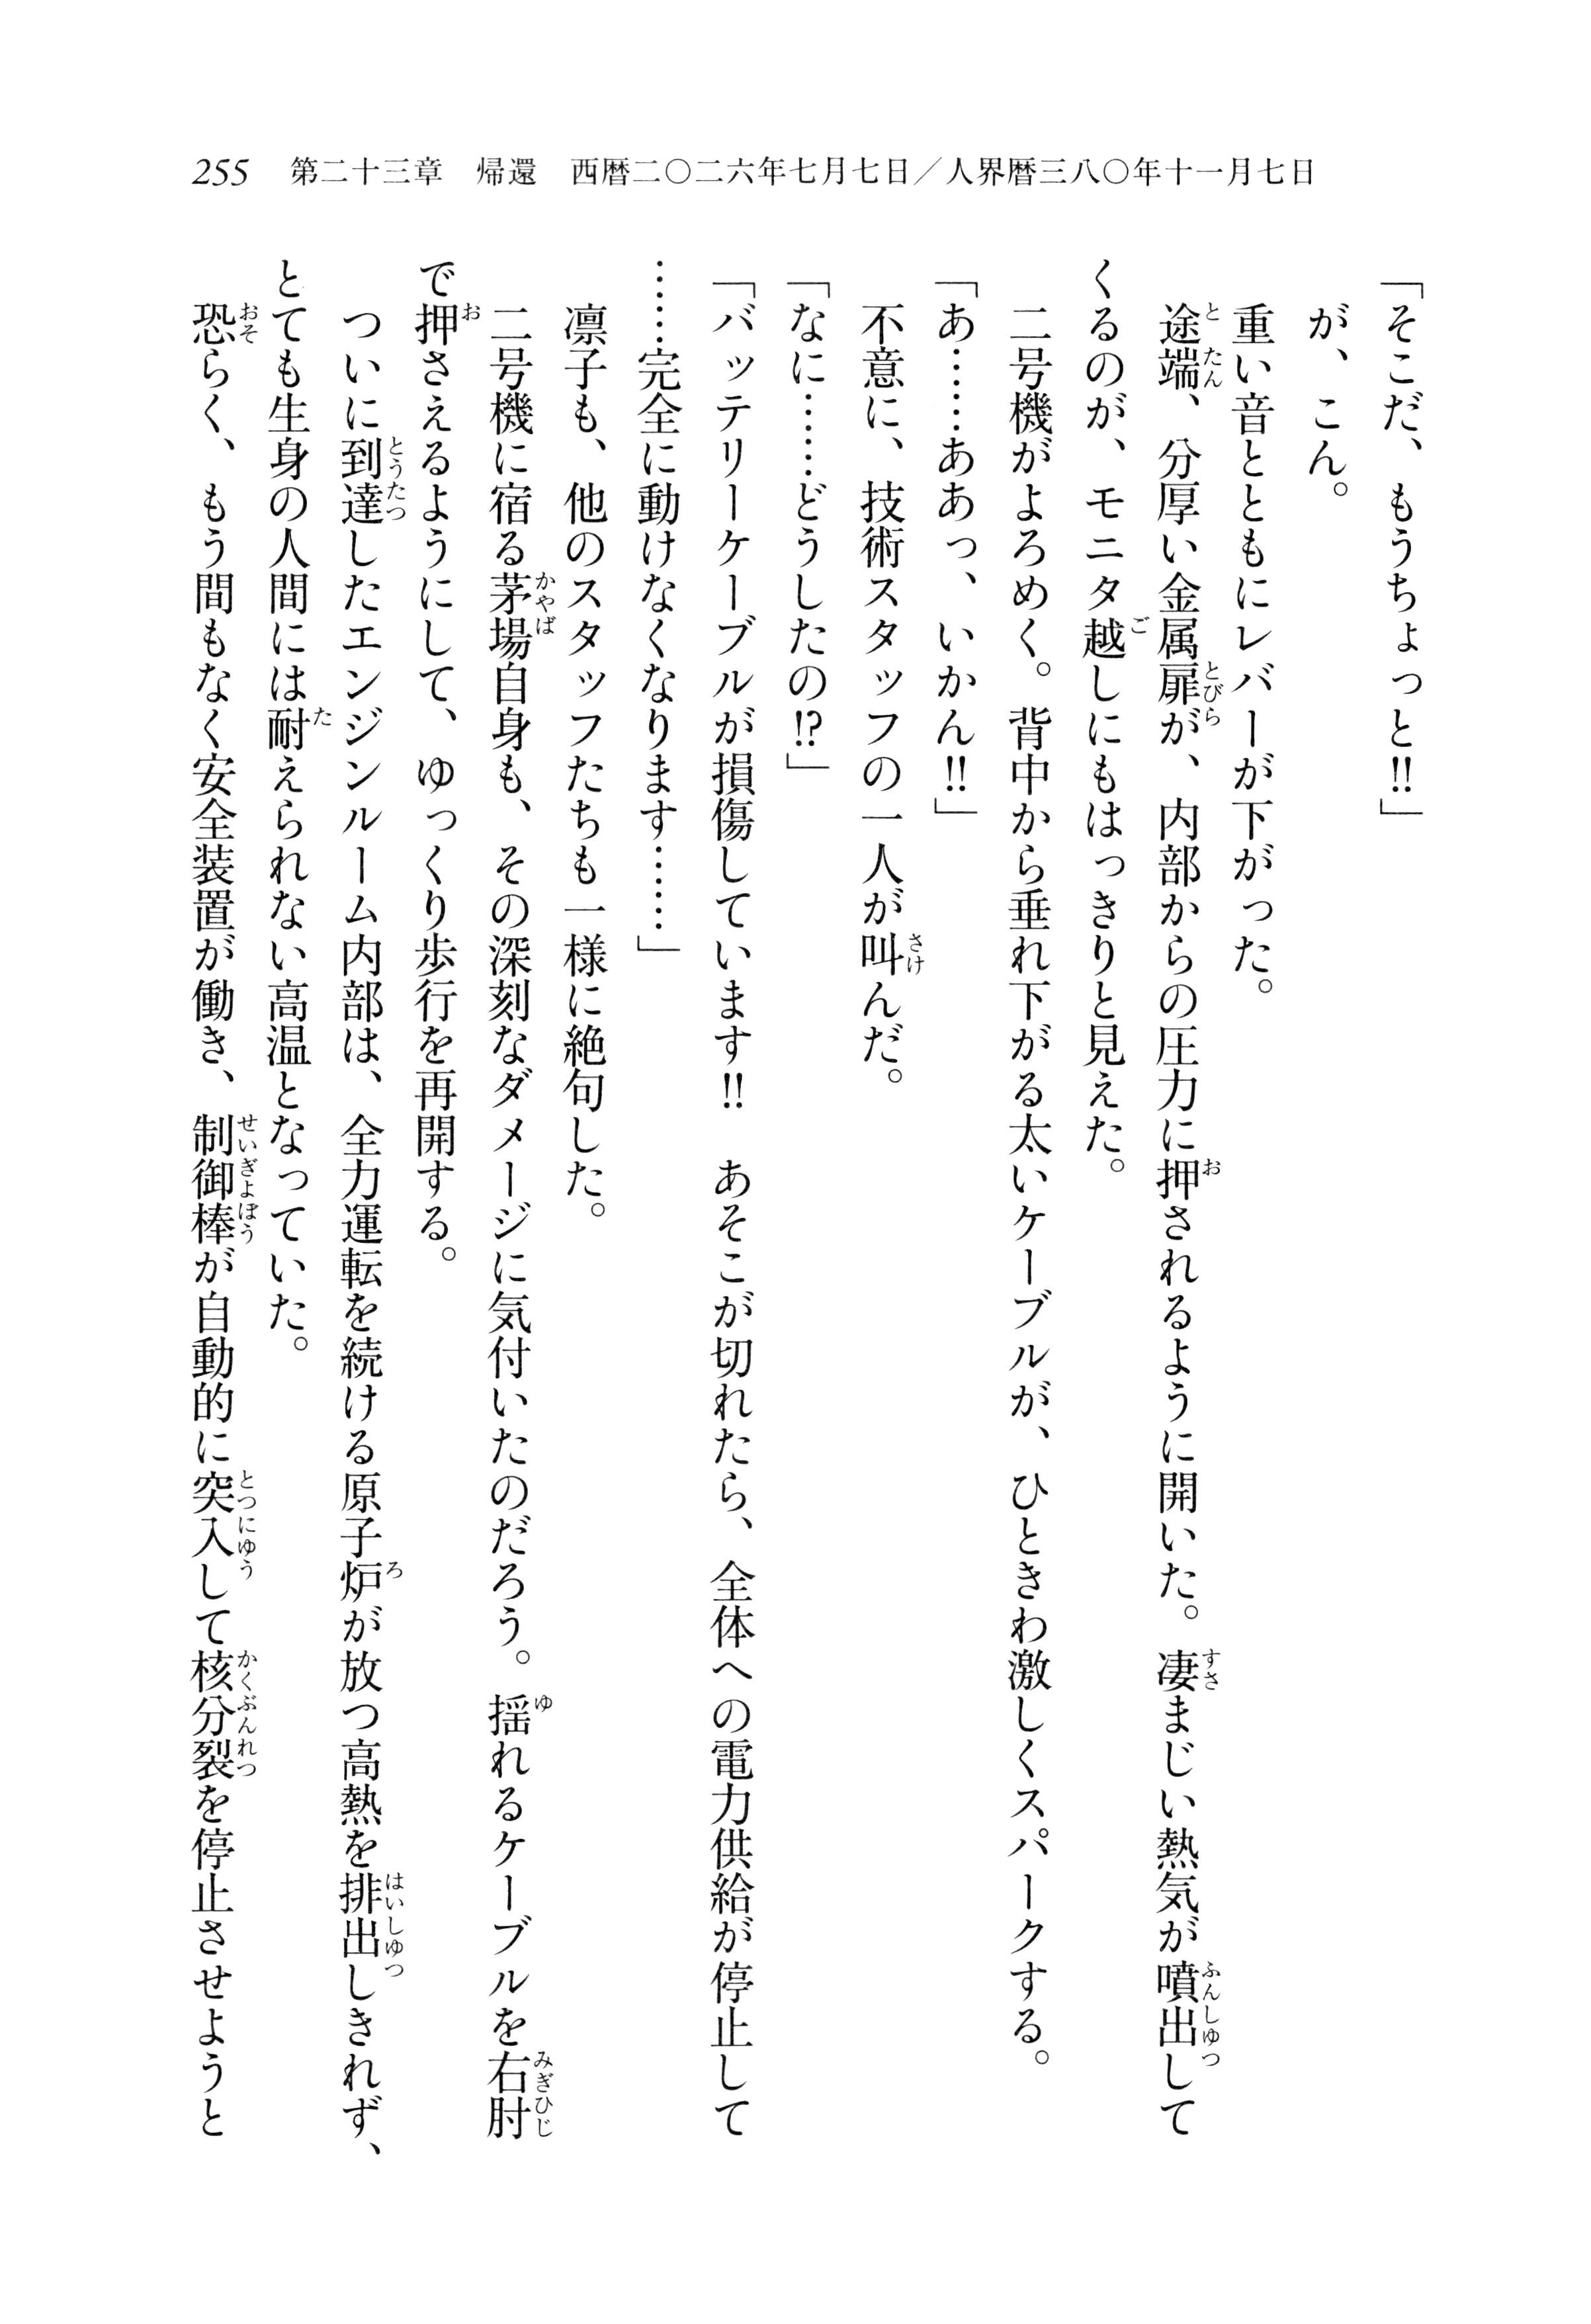 255　第二十三章　帰還　西暦二〇二六年七月七日／人界暦三八〇年十一月七日
「そこだ、もうちょっと!!」
が、こん。
重い音とともにレバーが下がった。
途端、分厚い金属扉が、内部からの圧力に押されるように開いた。凄まじい熱気が噴出して
くるのが、モニタ越しにもはっきりと見えた。
二号機がよろめく。背中から垂れ下がる太いケーブルが、ひときわ激しくスパークする。
「あ……ああっ、いかん!!」
不意に、技術スタッフの一人が叫んだ。
「なに……どうしたの!?」
「バッテリーケーブルが損傷しています!!　あそこが切れたら、全体への電力供給が停止して
……完全に動けなくなります……」
凛子も、他のスタッフたちも一様に絶句した。
二号機に宿る茅場自身も、その深刻なダメージに気付いたのだろう。揺れるケーブルを右肘
で押さえるようにして、ゆっくり歩行を再開する。
ついに到達したエンジンルーム内部は、全力運転を続ける原子炉が放つ高熱を排出しきれず、
とても生身の人間には耐えられない高温となっていた。
恐らく、もう間もなく安全装置が働き、制御棒が自動的に突入して核分裂を停止させようと